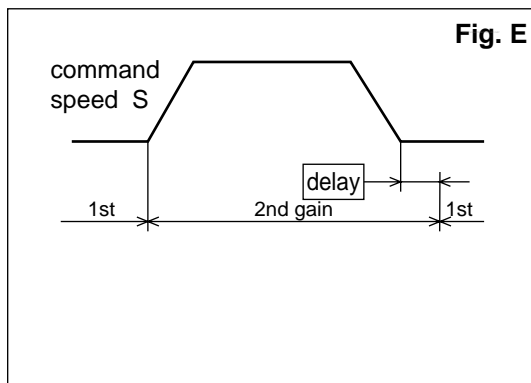 Fig. E
command
speed S
delay
1st 2nd gain 1st